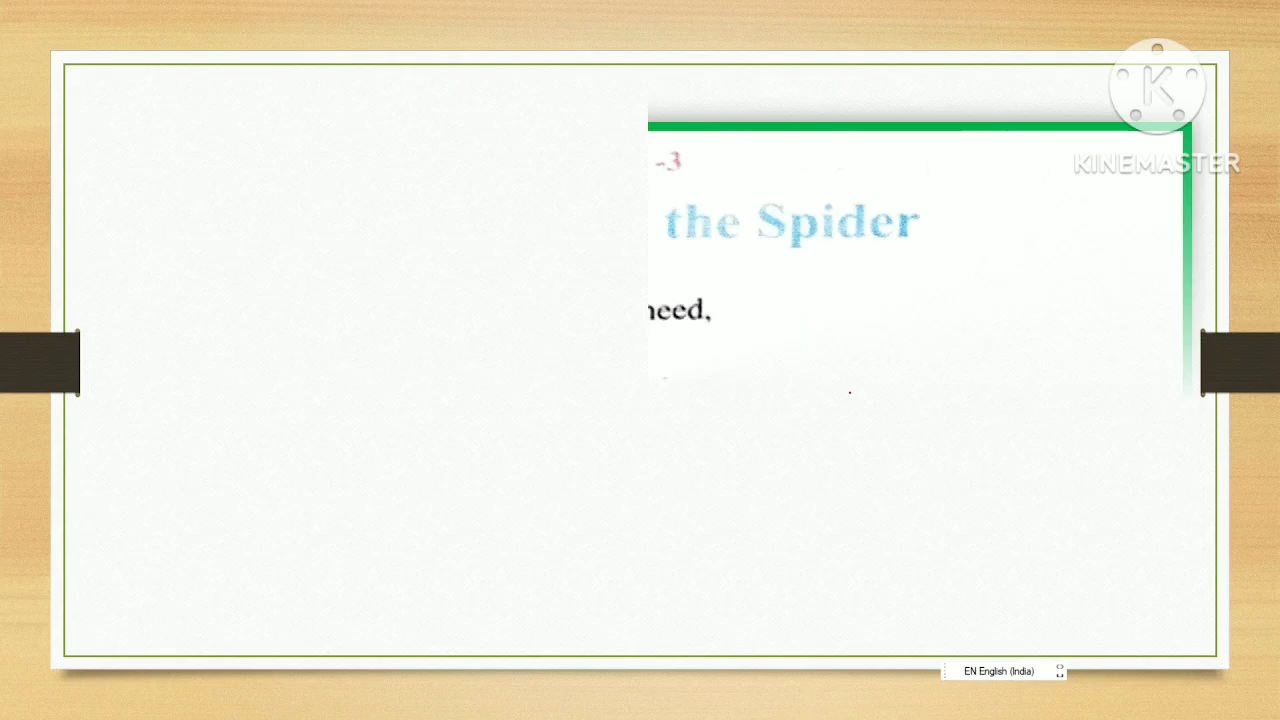 -3
the Spider
need,
K
KINEMASTER
EN English (India)